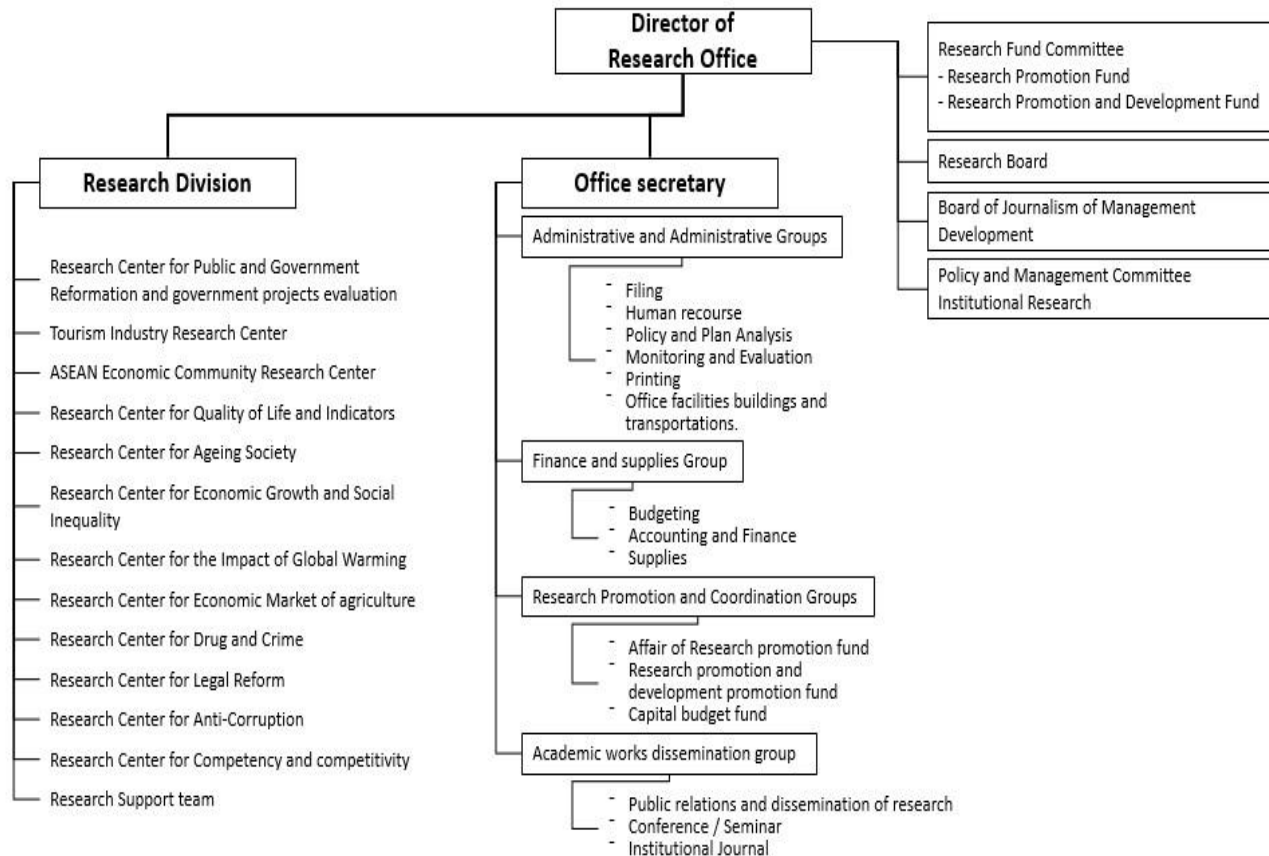 Director of
Research Office
Research Fund Committee
- Research Promotion Fund
- Research Promotion and Development Fund
Research Board
Board of Journalism of Management
Development
Policy and Management Committee
Institutional Research
Research Division
Research Center for Public and Government
Reformation and government projects evaluation
Tourism Industry Research Center
ASEAN Economic Community Research Center
Research Center for Quality of Life and Indicators
Research Center for Ageing Society
Research Center for Economic Growth and Social
Inequality
Research Center for the Impact of Global Warming
Research Center for Economic Market of agriculture
Research Center for Drug and Crime
Research Center for Legal Reform
Research Center for Anti-Corruption
Research Center for Competency and competitivity
Research Support team
Office secretary
Administrative and Administrative Groups
- Filing
- Human recourse
- Policy and Plan Analysis
- Monitoring and Evaluation
- Printing
- Office facilities buildings and
transportations.
Finance and supplies Group
- Budgeting
- Accounting and Finance
- Supplies
Research Promotion and Coordination Groups
- Affair of Research promotion fund
- Research promotion and
development promotion fund
- Capital budget fund
Academic works dissemination group
- Public relations and dissemination of research
- Conference / Seminar
- Institutional Journal